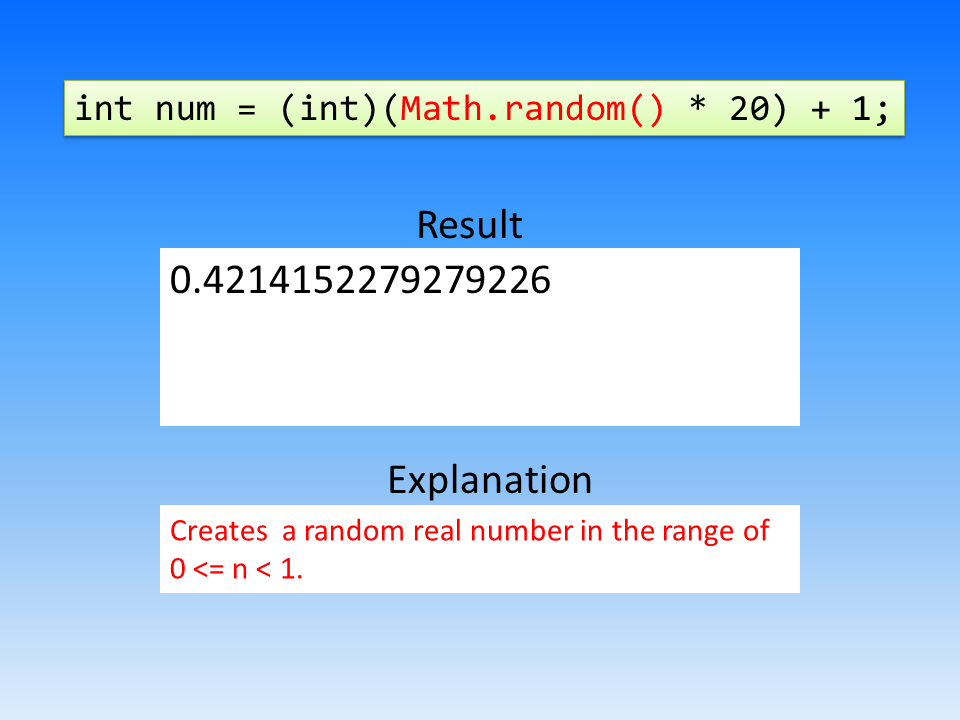 int num = (int)(Math.random() * 20) + 1;
Result
0.4214152279279226
Explanation
Creates  a random real number in the range of
0 <= n < 1.